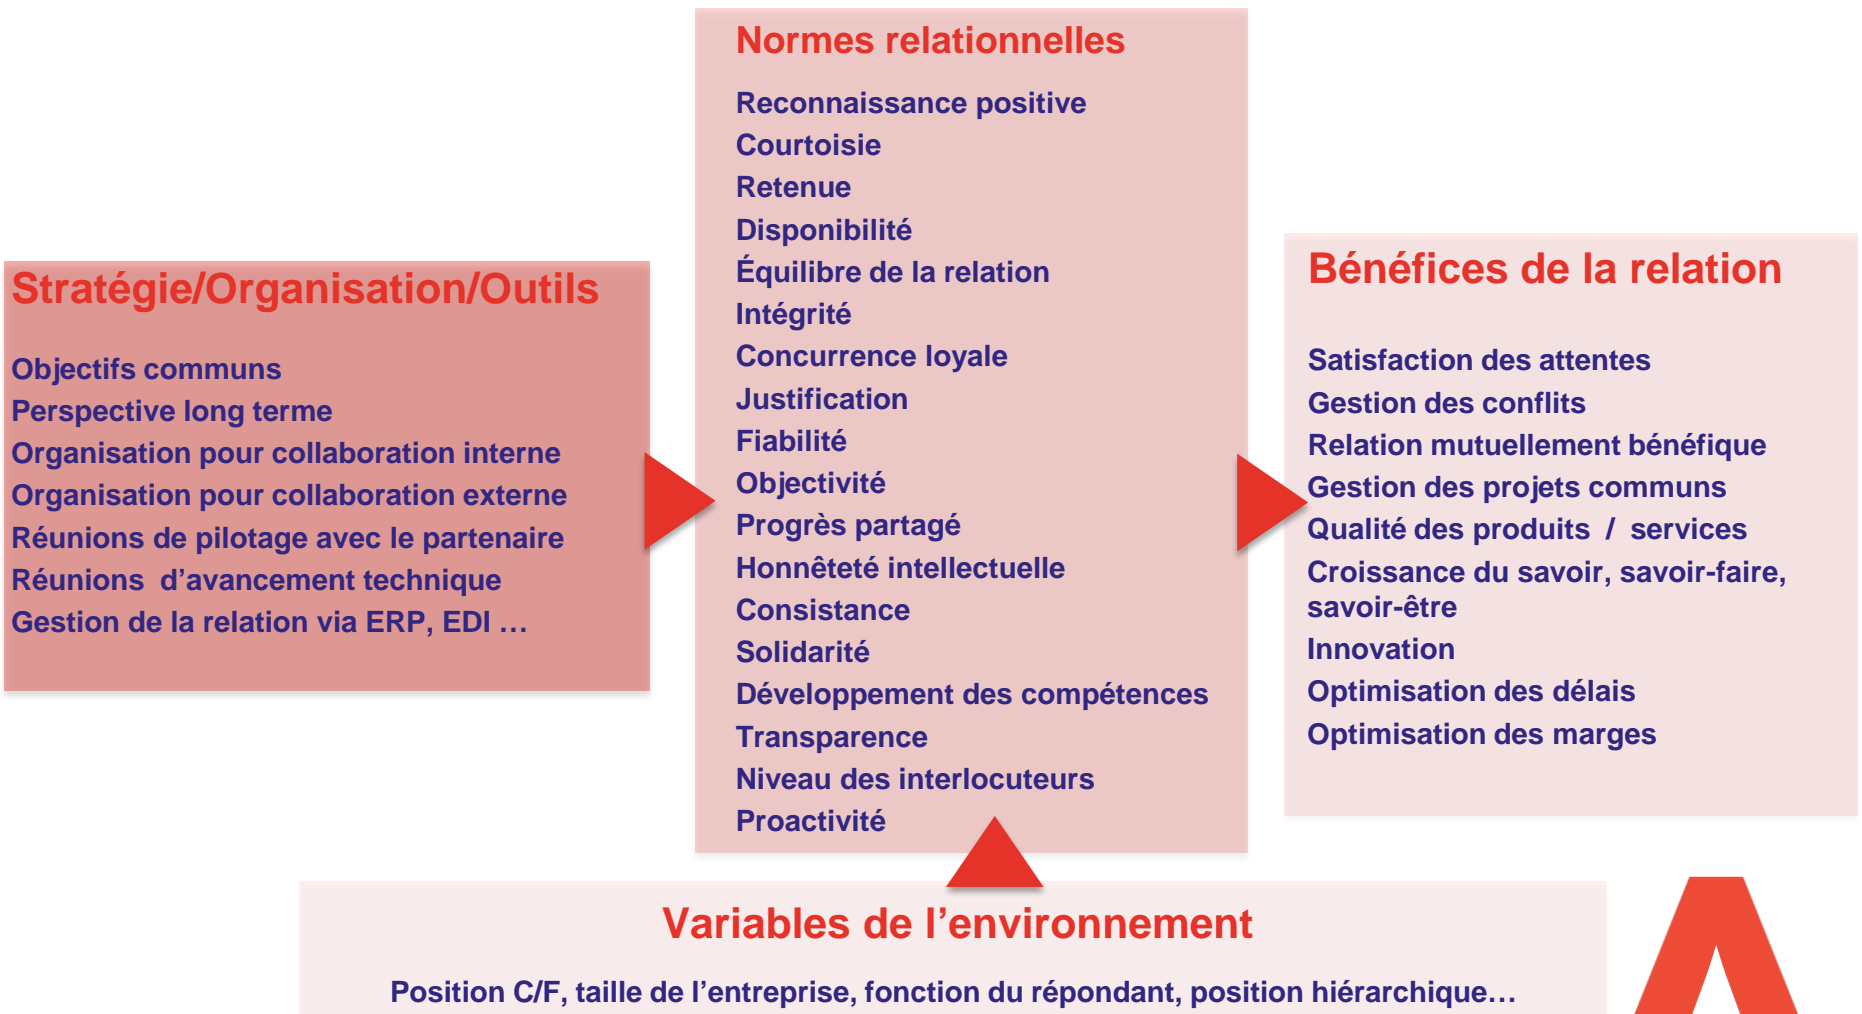 Normes relationnelles
Reconnaissance positive
Courtoisie
Retenue
Disponibilité
Équilibre de la relation
Intégrité
Concurrence loyale
Justification
Fiabilité
Objectivité
Progrès partagé
Honnêteté intellectuelle
Consistance
Solidarité
Développement des compétences
Transparence
Niveau des interlocuteurs
Proactivité
Stratégie/Organisation/Outils
Objectifs communs
Perspective long terme
Organisation pour collaboration interne
Organisation pour collaboration externe
Réunions de pilotage avec le partenaire
Réunions d’avancement technique
Gestion de la relation via ERP, EDI …
Bénéfices de la relation
Satisfaction des attentes
Gestion des conflits
Relation mutuellement bénéfique
Gestion des projets communs
Qualité des produits / services
Croissance du savoir, savoir-faire,
savoir-être
Innovation
Optimisation des délais
Optimisation des marges
Variables de l’environnement
Position C/F, taille de l’entreprise, fonction du répondant, position hiérarchique…